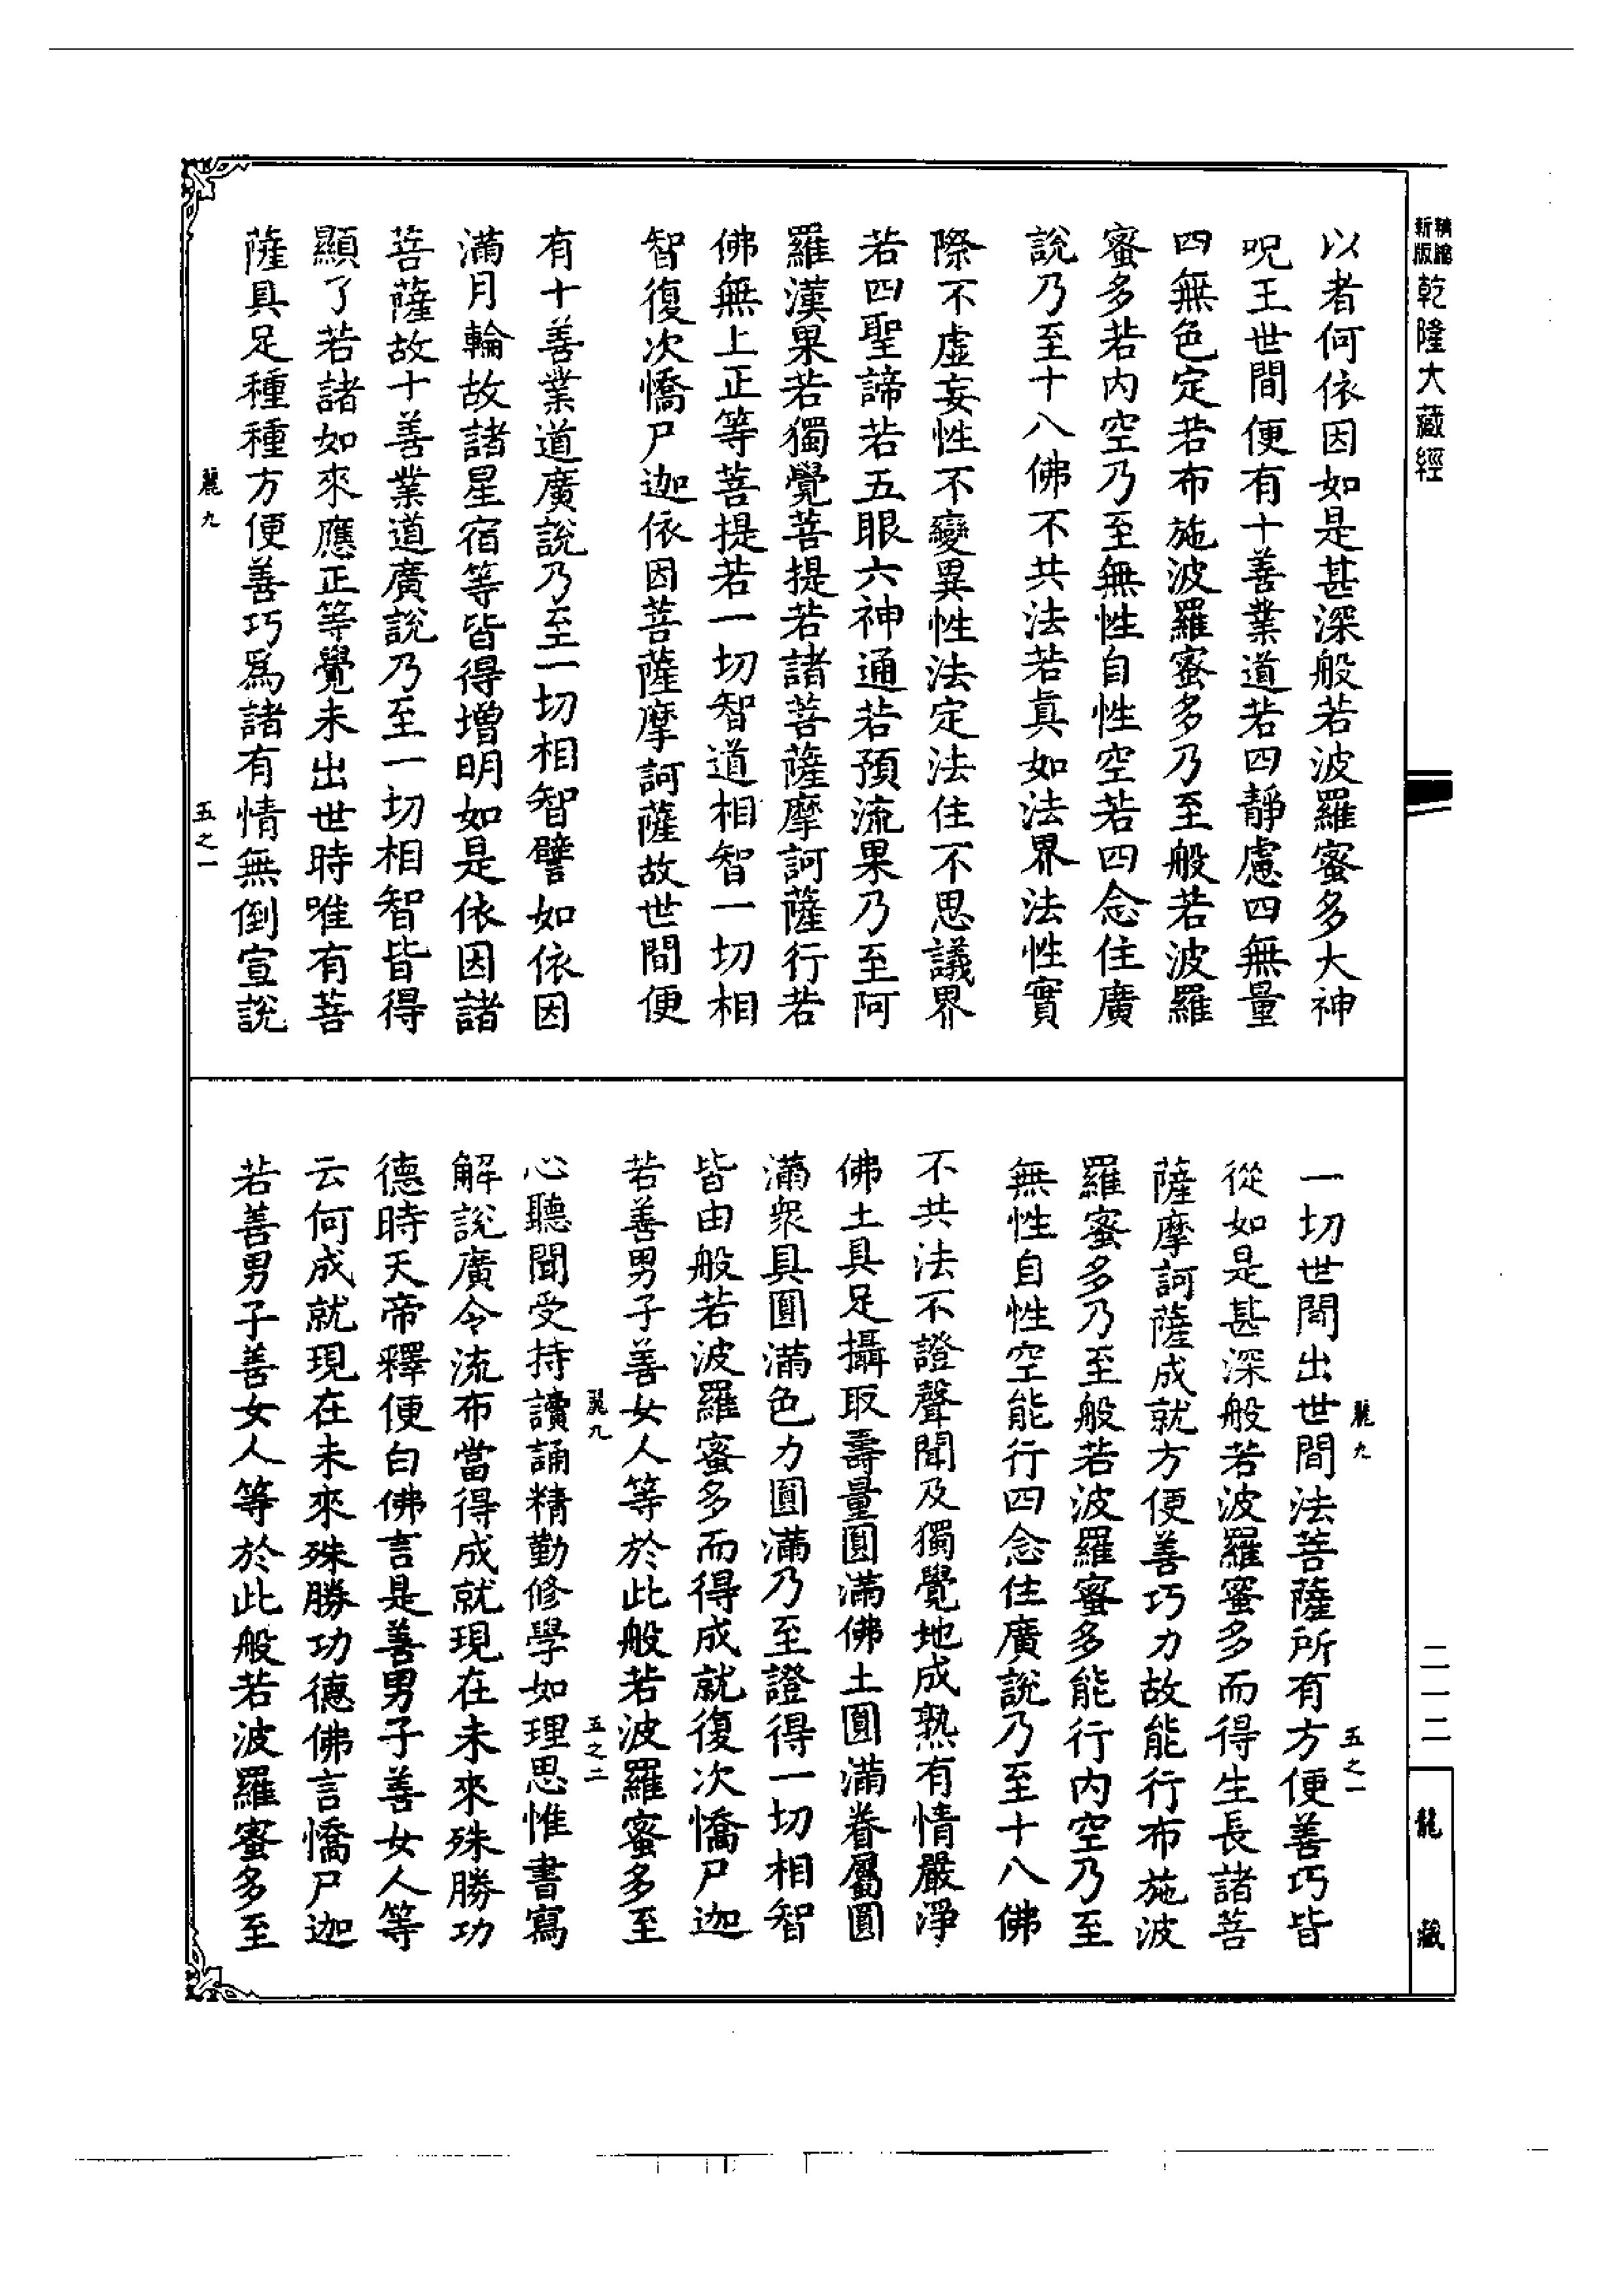 精縮
新版
乾隆大藏經
以者何依因如是甚深般若波羅蜜多大神
呪王世間便有十善業道若四靜慮四無量
四無色定若布施波羅蜜多乃至般若波羅
蜜多若內空乃至無性自性空若四念住廣
說乃至十八佛不共法若真如法界法性實
際不虛妄性不變異性法定法住不思議界
若四聖諦若五眼六神通若預流果乃至阿
羅漢果若獨覺菩提若諸菩薩摩訶薩行若
佛無上正等菩提若一切智道相智一切相
智復次憍尸迦依因菩薩摩訶薩故世間便
有十善業道廣說乃至一切相智譬如依因
滿月輪故諸星宿等皆得增明如是依因諸
菩薩故十善業道廣說乃至一切相智皆得
顯了若諸如來應正等覺未出世時唯有菩
薩具足種種方便善巧為諸有情無倒宣說
麗九
五之一
麗九
五之一
一切世間出世間法菩薩所有方便善巧皆
從如是甚深般若波羅蜜多而得生長諸菩
薩摩訶薩成就方便善巧力故能行布施波
羅蜜多乃至般若波羅蜜多能行內空乃至
無性自性空能行四念住廣說乃至十八佛
不共法不證聲聞及獨覺地成熟有情嚴淨
佛土具足攝取壽量圓滿佛土圓滿眷屬圓
滿眾具圓滿色力圓滿乃至證得一切相智
皆由般若波羅蜜多而得成就復次憍尸迦
若善男子善女人等於此般若波羅蜜多至
麗九
五之二
心聽聞受持讀誦精勤修學如理思惟書寫
解說廣令流布當得成就現在未來殊勝功
德時天帝釋便白佛言是善男子善女人等
云何成就現在未來殊勝功德佛言憍尸迦
若善男子善女人等於此般若波羅蜜多至
二一二
龍藏